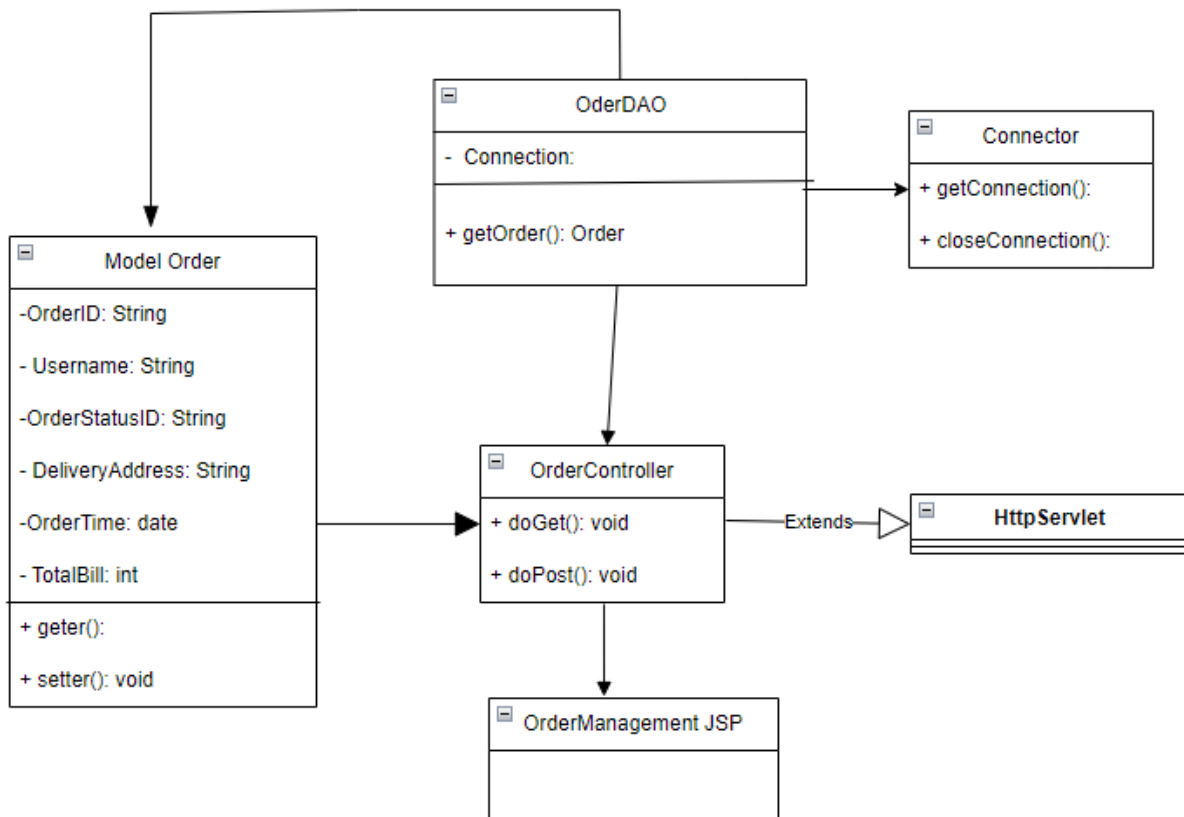 OderDAO
- Connection:
+ getOrder(): Order
Connector
+ getConnection():
+ closeConnection():
Model Order
-OrderID: String
- Username: String
-OrderStatusID: String
- DeliveryAddress: String
-OrderTime: date
- TotalBill: int
+ geter():
+ setter(): void
OrderController
+ doGet(): void
+ doPost(): void
Extends
HttpServlet
OrderManagement JSP